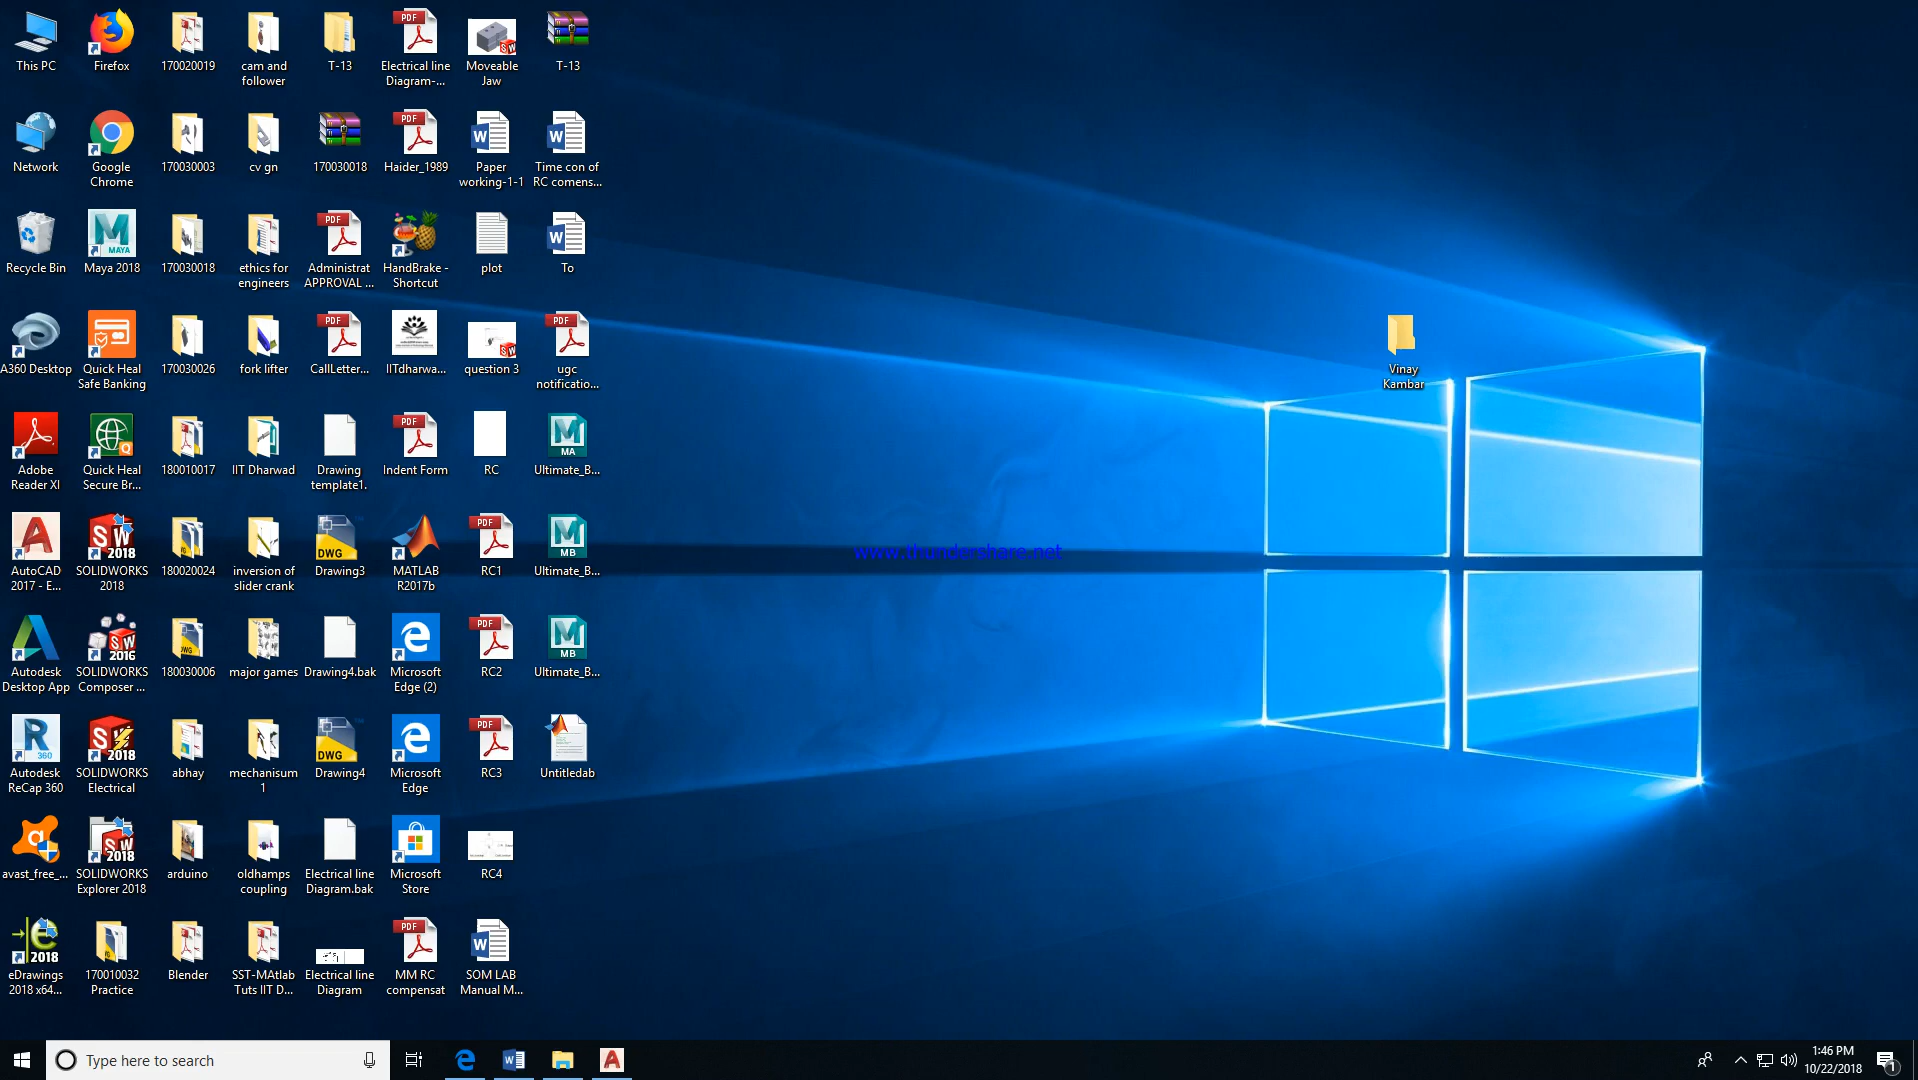 This PC
Firefox
170020019
cam and
follower
T-13
Electrical line
Diagram-...
Moveable
Jaw
T-13
Network
Google
Chrome
170030003
cv gn
170030018
Haider_1989
Paper
working-1-1
Time con of
RC comens...
Recycle Bin
Maya 2018
170030018
ethics for
engineers
Administrat
APPROVAL ...
HandBrake -
Shortcut
plot
To
A360 Desktop
Quick Heal
Safe Banking
170030026
fork lifter
CallLetter...
IITdharwa...
question 3
ugc
notificatio...
Vinay
Kambar
Adobe
Reader XI
Quick Heal
Secure Br...
180010017
IIT Dharwad
Drawing
template1.
Indent Form
RC
Ultimate_B...
AutoCAD
2017 - E...
SOLIDWORKS
2018
180020024
inversion of
slider crank
Drawing3
MATLAB
R2017b
RC1
Ultimate_B...
www.thundershare.net
Autodesk
Desktop App
SOLIDWORKS
Composer ...
180030006
major games
Drawing4.bak
Microsoft
Edge (2)
RC2
Ultimate_B...
Autodesk
ReCap 360
SOLIDWORKS
Electrical
abhay
mechanisum
1
Drawing4
Microsoft
Edge
RC3
Untitledab
avast_free_...
SOLIDWORKS
Explorer 2018
arduino
oldhamps
coupling
Electrical line
Diagram.bak
Microsoft
Store
RC4
eDrawings
2018 x64...
170010032
Practice
Blender
SST-MAtlab
Tuts IIT D...
Electrical line
Diagram
MM RC
compensat
SOM LAB
Manual M...
Type here to search
1:46 PM
10/22/2018
1